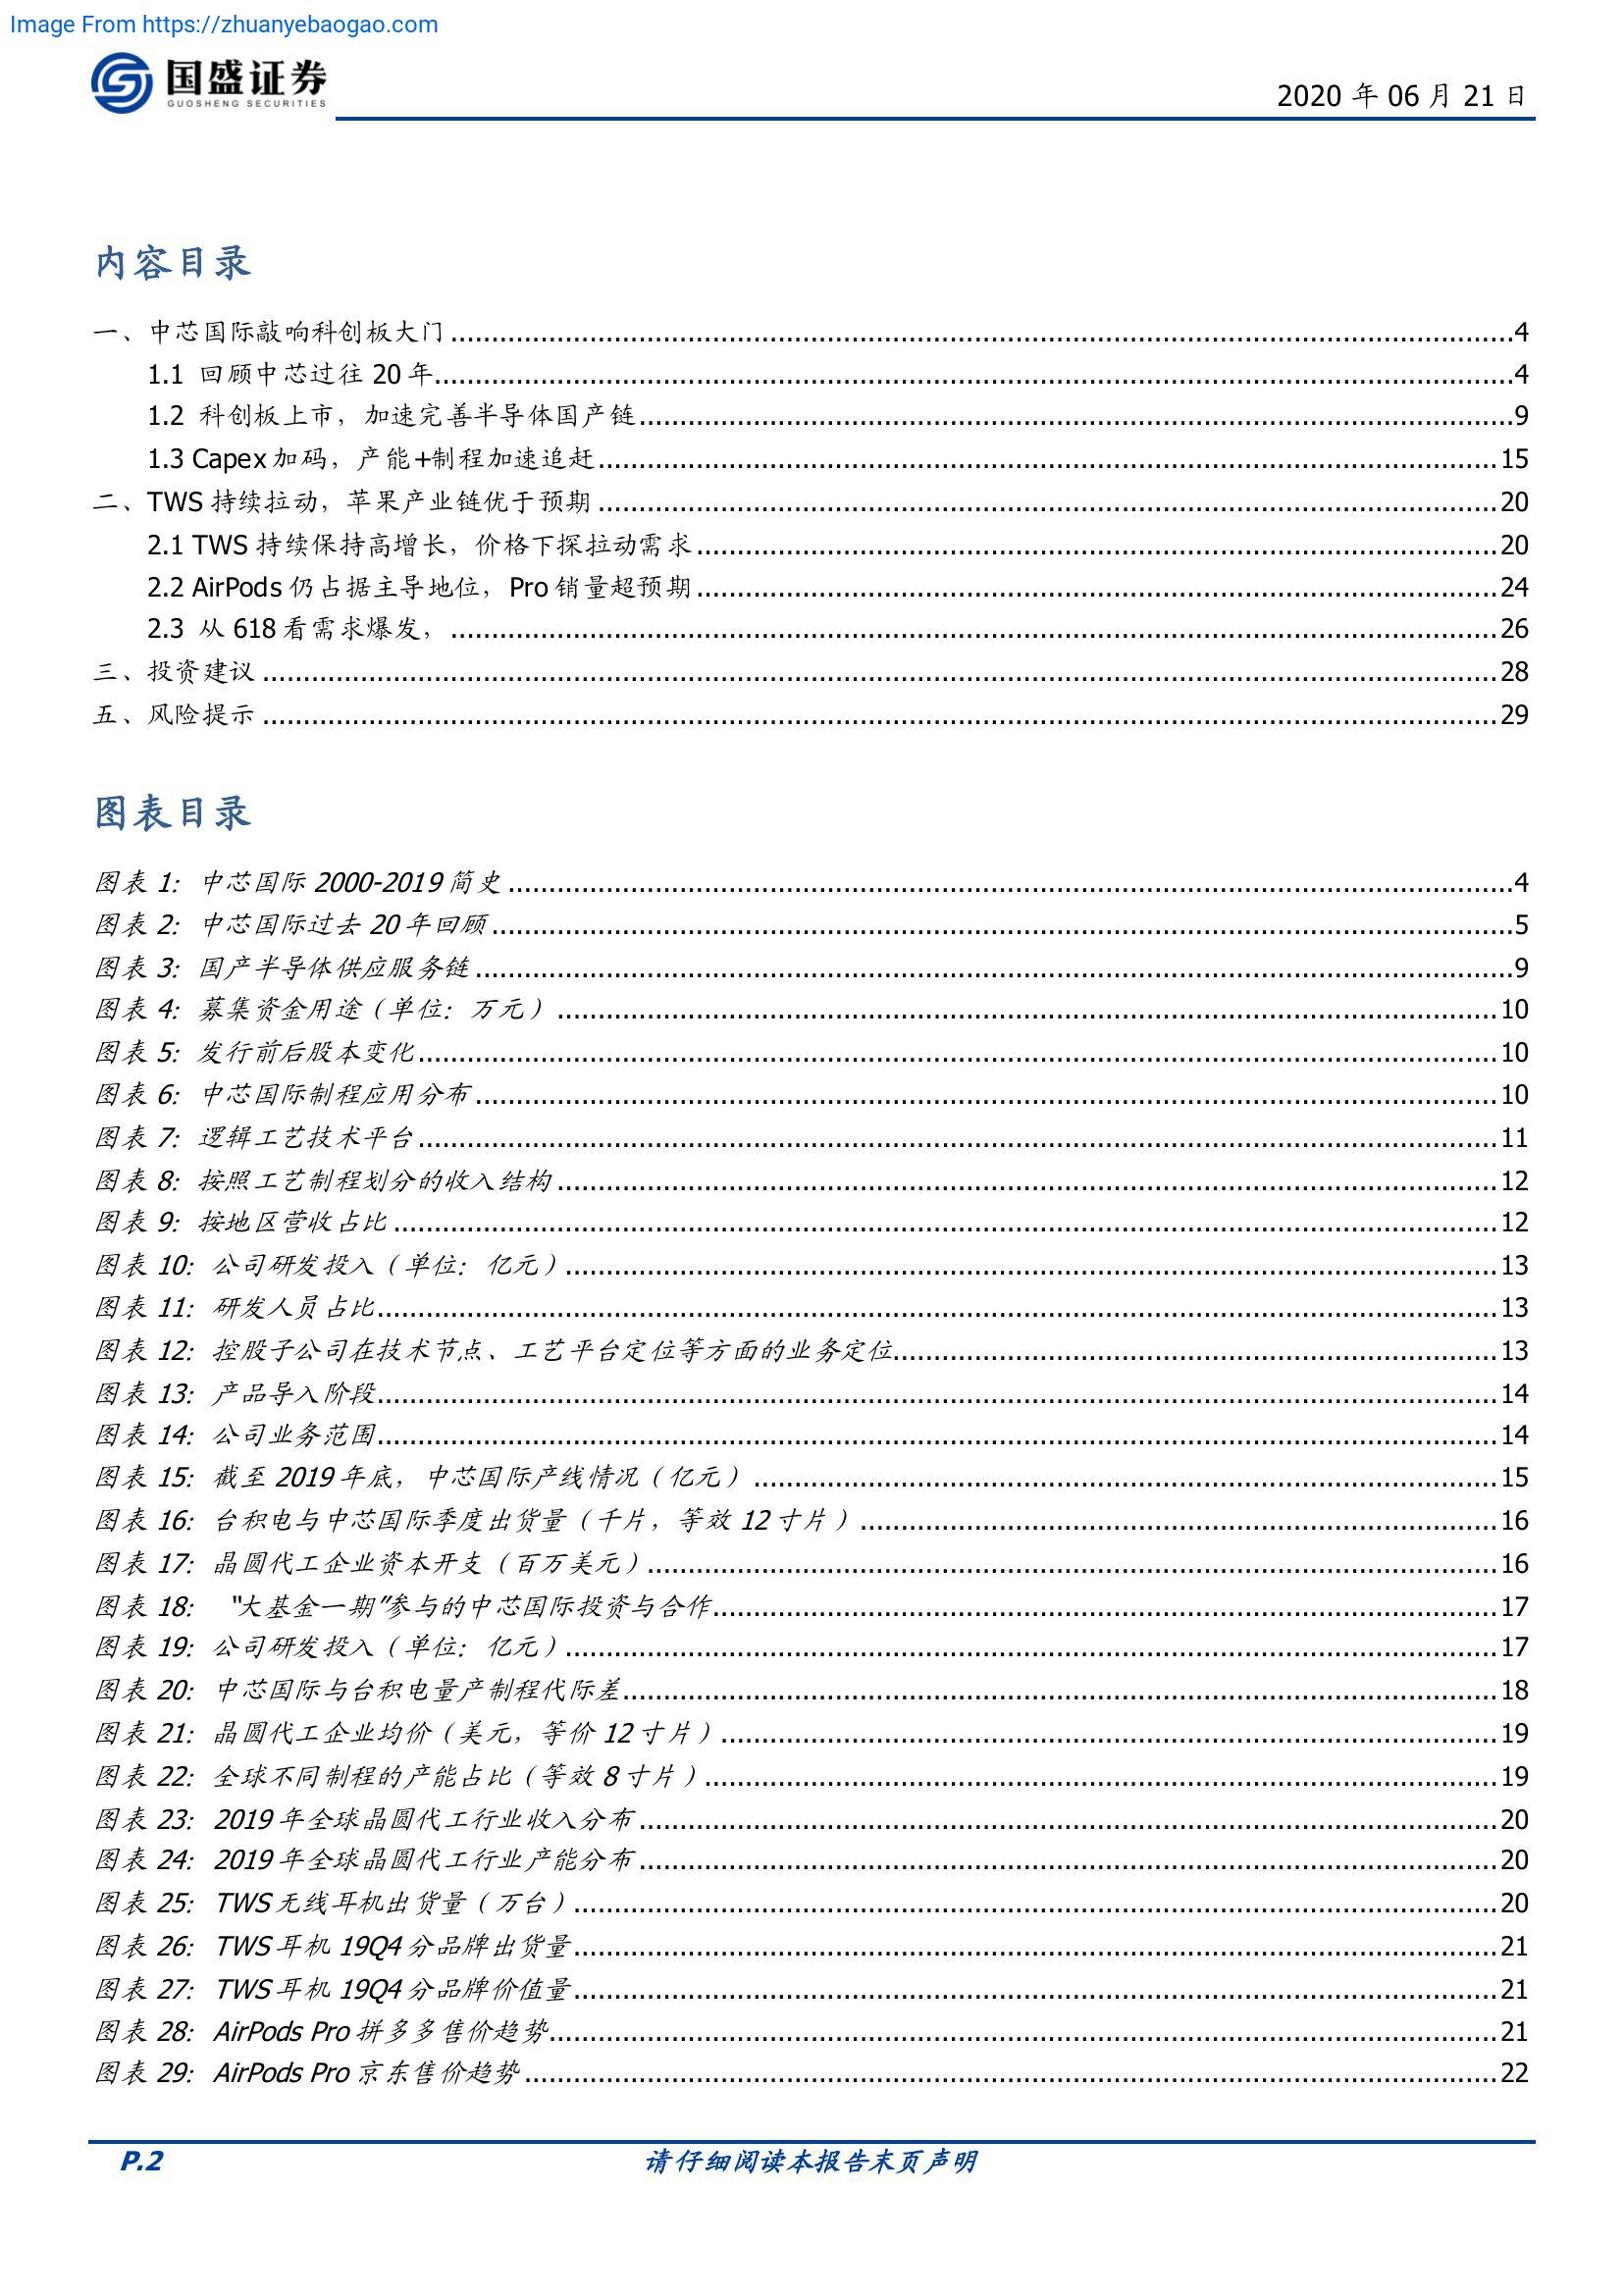 Image From https://zhuanyebaogao.com
国盛证券
GUOSHENG SECURITIES
2020 年 06 月 21 日
内容目录
一、中芯国际敲响科创板大门................4
1.1 回顾中芯过往 20 年................4
1.2 科创板上市，加速完善半导体国产链................9
1.3 Capex 加码，产能+制程加速追赶................15
二、TWS 持续拉动，苹果产业链优于预期................20
2.1 TWS 持续保持高增长，价格下探拉动需求................20
2.2 AirPods 仍占据主导地位，Pro 销量超预期................24
2.3 从 618 看需求爆发，................26
三、投资建议................28
五、风险提示................29
图表目录
图表 1: 中芯国际 2000-2019 简史................4
图表 2: 中芯国际过去 20 年回顾................5
图表 3: 国产半导体供应服务链................9
图表 4: 募集资金用途（单位：万元）................10
图表 5: 发行前后股本变化................10
图表 6: 中芯国际制程应用分布................10
图表 7: 逻辑工艺技术平台................11
图表 8: 按照工艺制程划分的收入结构................12
图表 9: 按地区营收占比................12
图表 10: 公司研发投入（单位：亿元）................13
图表 11: 研发人员占比................13
图表 12: 控股子公司在技术节点、工艺平台定位等方面的业务定位................13
图表 13: 产品导入阶段................14
图表 14: 公司业务范围................14
图表 15: 截至 2019 年底，中芯国际产线情况（亿元）................15
图表 16: 台积电与中芯国际季度出货量（千片，等效 12 寸片）................16
图表 17: 晶圆代工企业资本开支（百万美元）................16
图表 18: “大基金一期”参与的中芯国际投资与合作................17
图表 19: 公司研发投入（单位：亿元）................17
图表 20: 中芯国际与台积电量产制程代际差................18
图表 21: 晶圆代工企业均价（美元，等价 12 寸片）................19
图表 22: 全球不同制程的产能占比（等效 8 寸片）................19
图表 23: 2019 年全球晶圆代工行业收入分布................20
图表 24: 2019 年全球晶圆代工行业产能分布................20
图表 25: TWS 无线耳机出货量（万台）................20
图表 26: TWS 耳机 19Q4 分品牌出货量................21
图表 27: TWS 耳机 19Q4 分品牌价值量................21
图表 28: AirPods Pro 拼多多售价趋势................21
图表 29: AirPods Pro 京东售价趋势................22
P.2
请仔细阅读本报告末页声明